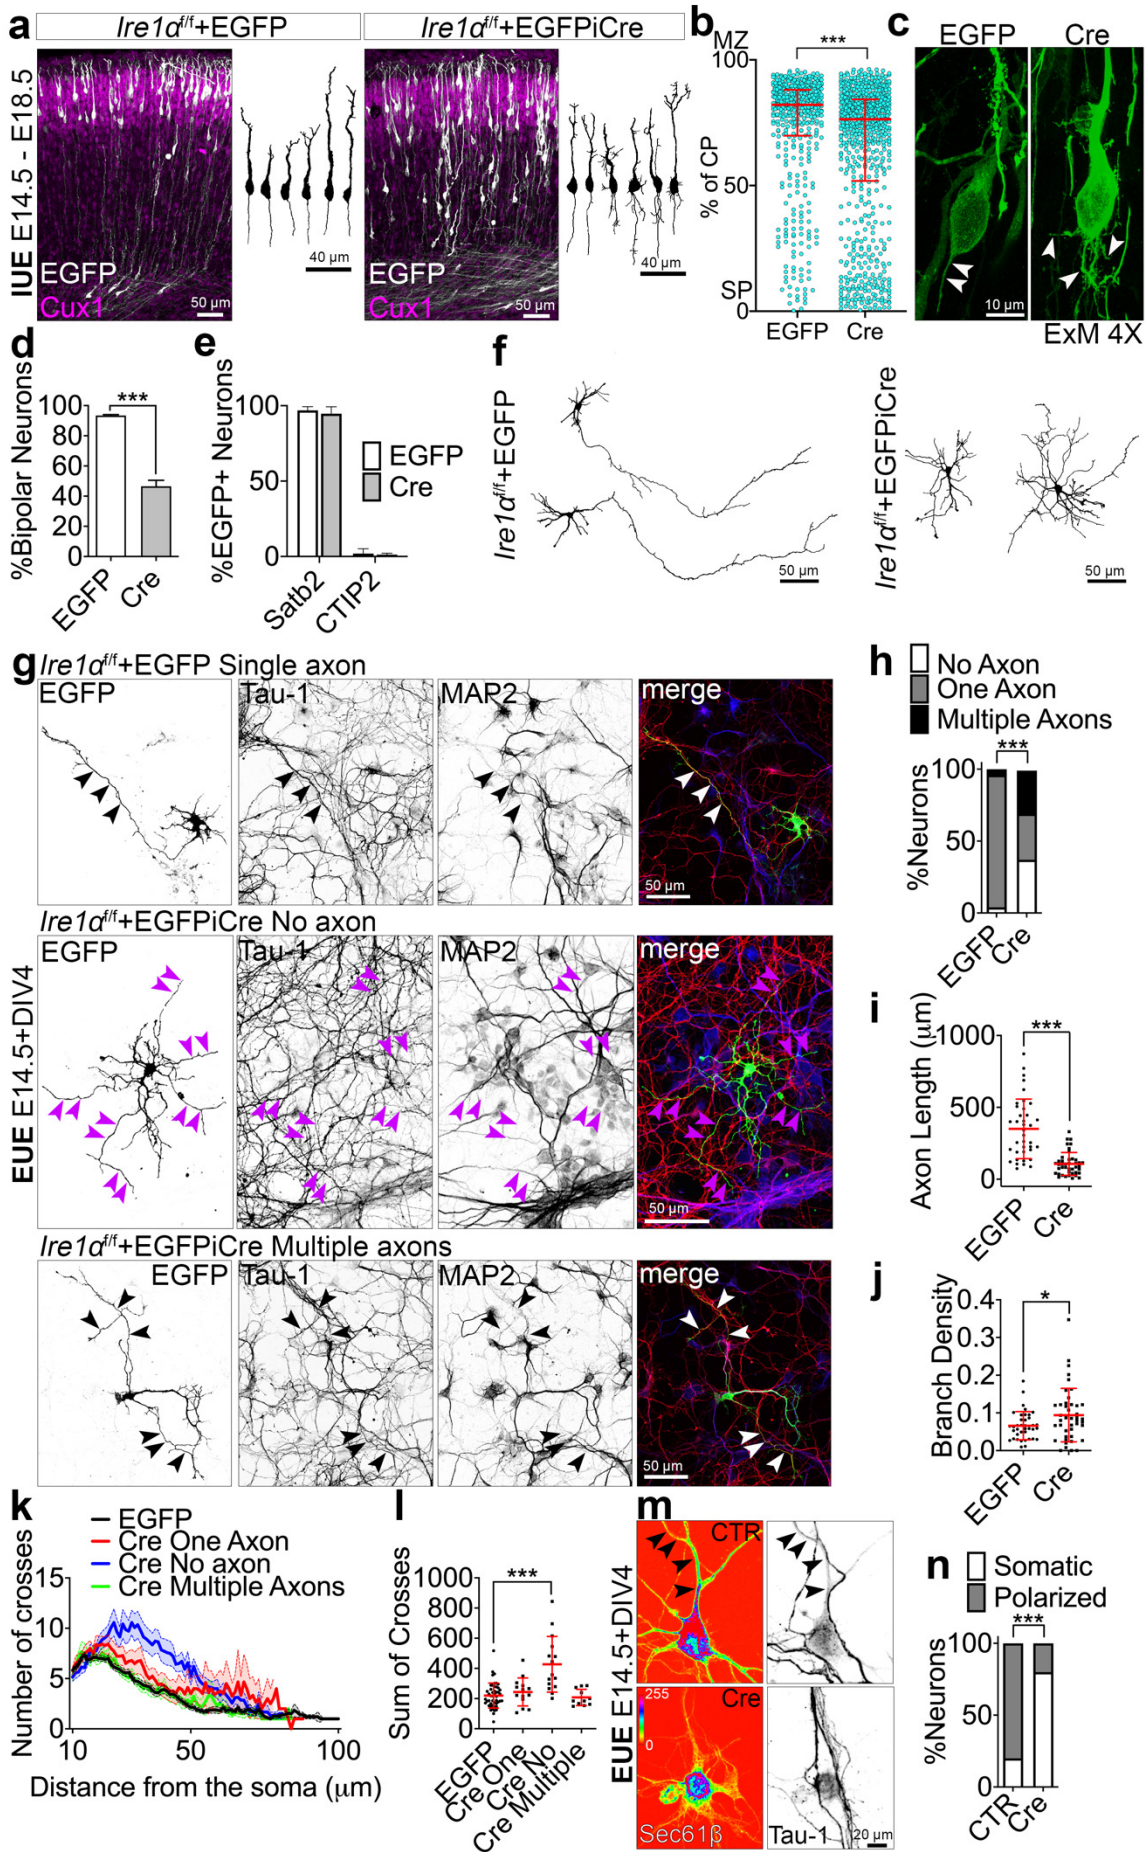 a
Ire1α^f/f+EGFP
Ire1α^f/f+EGFPiCre
IUE E14.5 - E18.5
EGFP
Cux1
50 µm
40 µm
EGFP
Cux1
50 µm
40 µm
b
MZ
***
100
50
0
% of CP
SP
EGFP
Cre
c
EGFP
Cre
10 µm
ExM 4X
d
%Bipolar Neurons
***
100
80
60
40
20
0
EGFP
Cre
e
%EGFP+ Neurons
100
50
0
EGFP
Cre
Satb2
CTIP2
f
Ire1α^f/f+EGFP
50 µm
Ire1α^f/f+EGFPiCre
50 µm
g
EUE E14.5+DIV4
Ire1α^f/f+EGFP Single axon
EGFP
Tau-1
MAP2
merge
50 µm
Ire1α^f/f+EGFPiCre No axon
EGFP
Tau-1
MAP2
merge
50 µm
Ire1α^f/f+EGFPiCre Multiple axons
EGFP
Tau-1
MAP2
merge
50 µm
h
No Axon
One Axon
Multiple Axons
***
100
50
0
%Neurons
EGFP
Cre
i
Axon Length (µm)
***
1000
500
0
EGFP
Cre
j
Branch Density
*
0.4
0.3
0.2
0.1
0.0
EGFP
Cre
k
EGFP
Cre One Axon
Cre No axon
Cre Multiple Axons
Number of crosses
15
10
5
0
10
50
100
Distance from the soma (µm)
l
Sum of Crosses
***
1000
800
600
400
200
0
EGFP
Cre One
Cre No
Cre Multiple
m
EUE E14.5+DIV4
CTR
Cre
255
0
Sec61β
Tau-1
20 µm
n
Somatic
Polarized
***
100
50
0
%Neurons
CTR
Cre